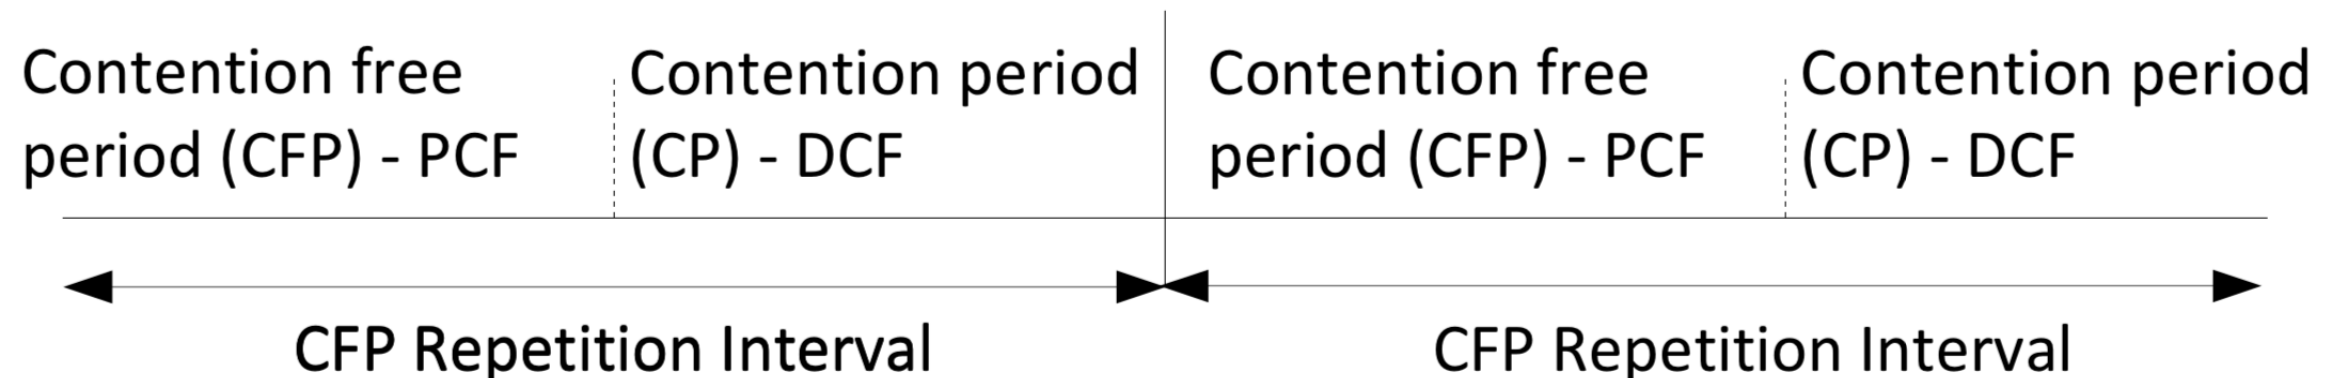 Contention free
period (CFP) - PCF
Contention period
(CP) - DCF
Contention free
period (CFP) - PCF
Contention period
(CP) - DCF
CFP Repetition Interval
CFP Repetition Interval